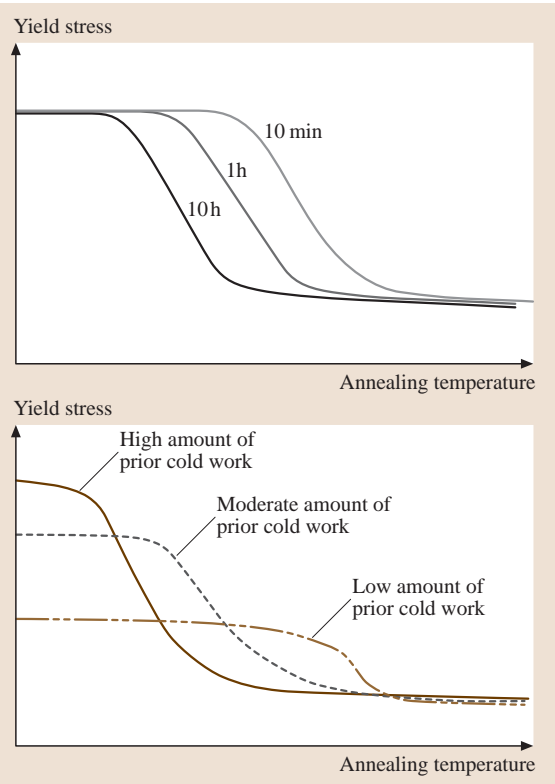 Yield stress
10 min
1h
10h
Annealing temperature
Yield stress
High amount of
prior cold work
Moderate amount of
prior cold work
Low amount of
prior cold work
Annealing temperature